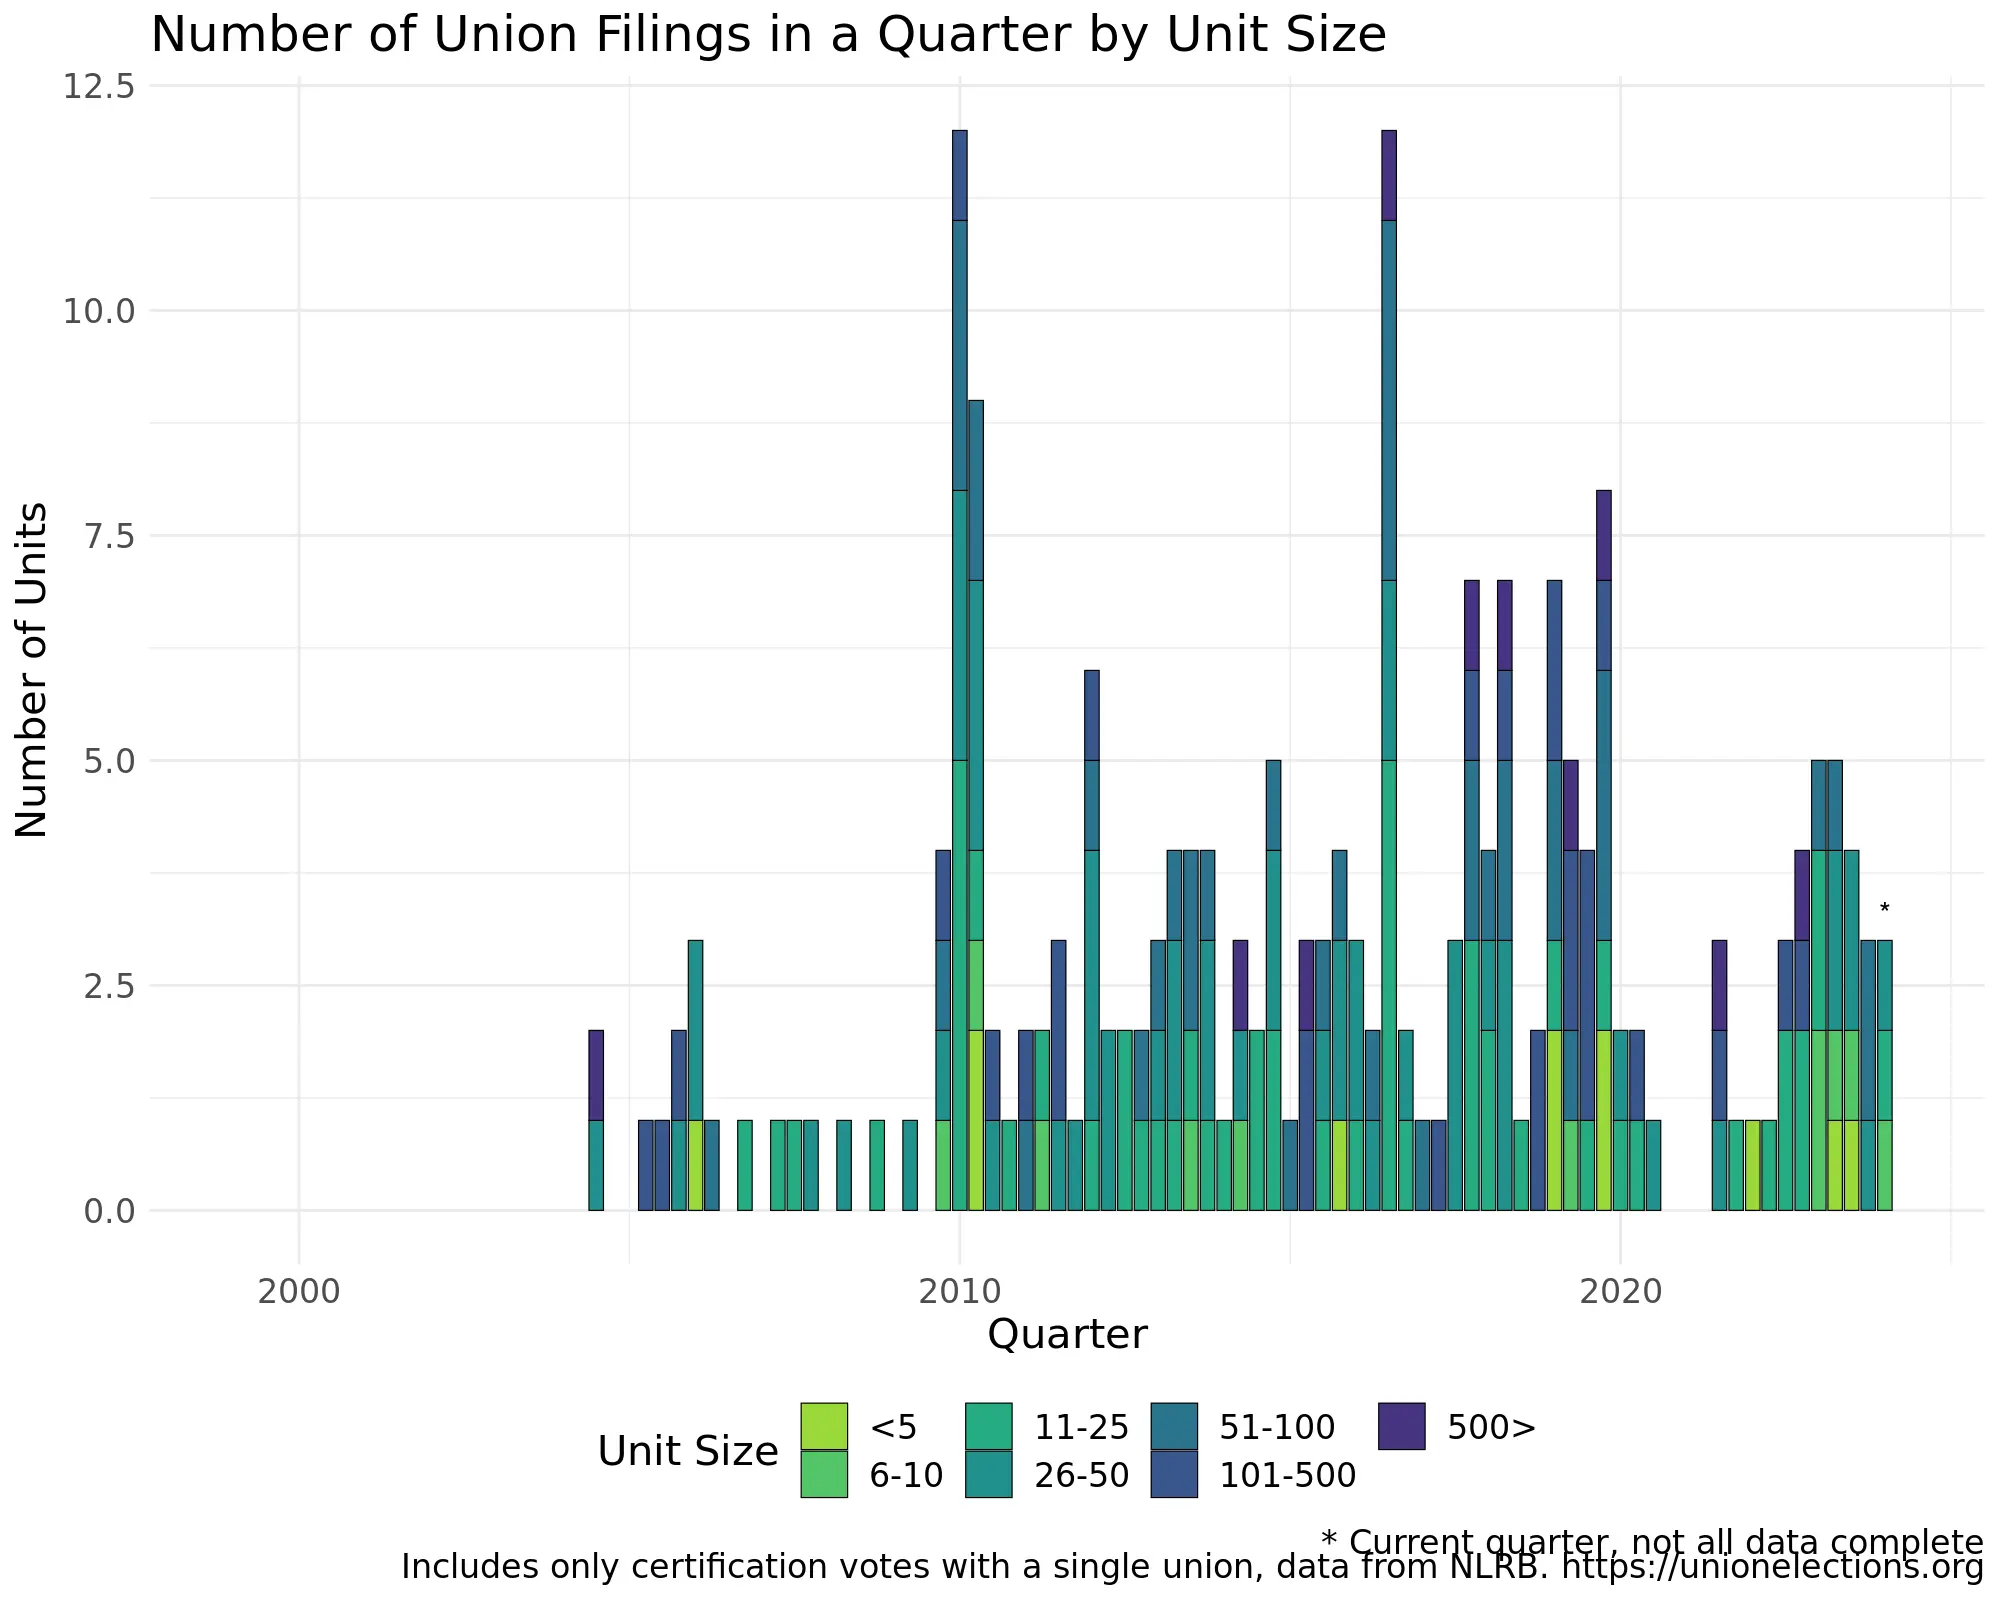 Number of Union Filings in a Quarter by Unit Size
12.5
10.0
7.5
5.0
2.5
0.0
Number of Units
*
2000 2010 2020
Quarter
Unit Size
<5 11-25 51-100 500>
6-10 26-50 101-500
* Current quarter, not all data complete
Includes only certification votes with a single union, data from NLRB. https://unionelections.org